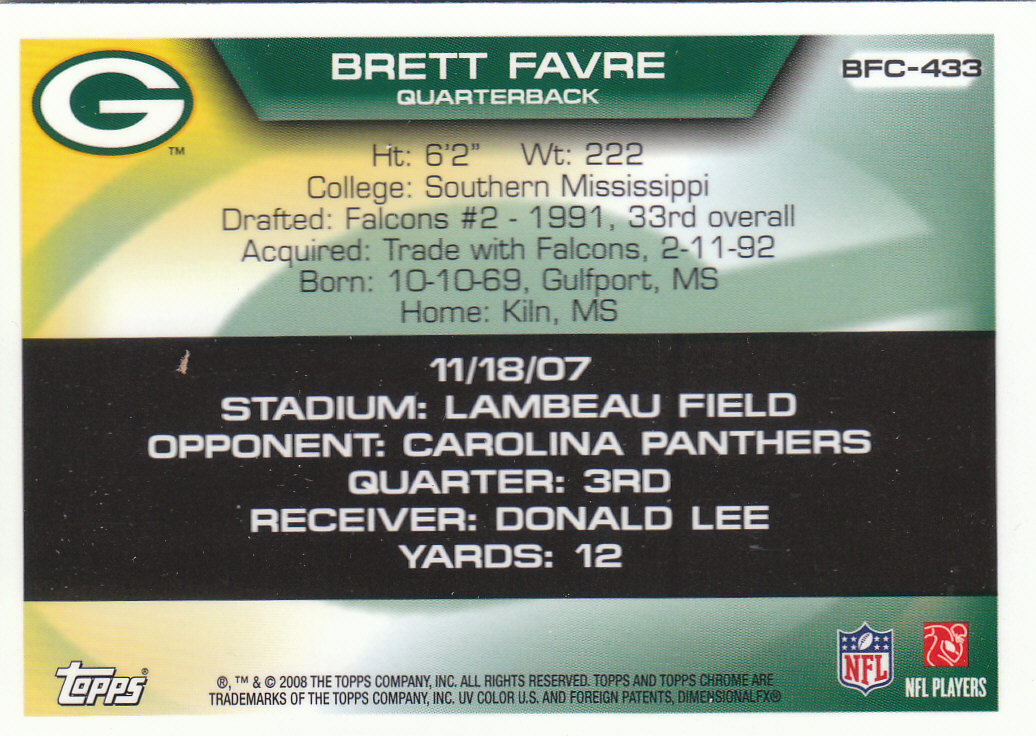 G
™
BRETT FAVRE
QUARTERBACK
BFC-433
Ht: 6'2" Wt: 222
College: Southern Mississippi
Drafted: Falcons #2 - 1991, 33rd overall
Acquired: Trade with Falcons, 2-11-92
Born: 10-10-69, Gulfport, MS
Home: Kiln, MS
11/18/07
STADIUM: LAMBEAU FIELD
OPPONENT: CAROLINA PANTHERS
QUARTER: 3RD
RECEIVER: DONALD LEE
YARDS: 12
topps®
®, ™ & © 2008 THE TOPPS COMPANY, INC. ALL RIGHTS RESERVED. TOPPS AND TOPPS CHROME ARE
TRADEMARKS OF THE TOPPS COMPANY, INC. UV COLOR U.S. AND FOREIGN PATENTS, DIMENSIONALFX®
NFL
NFL PLAYERS